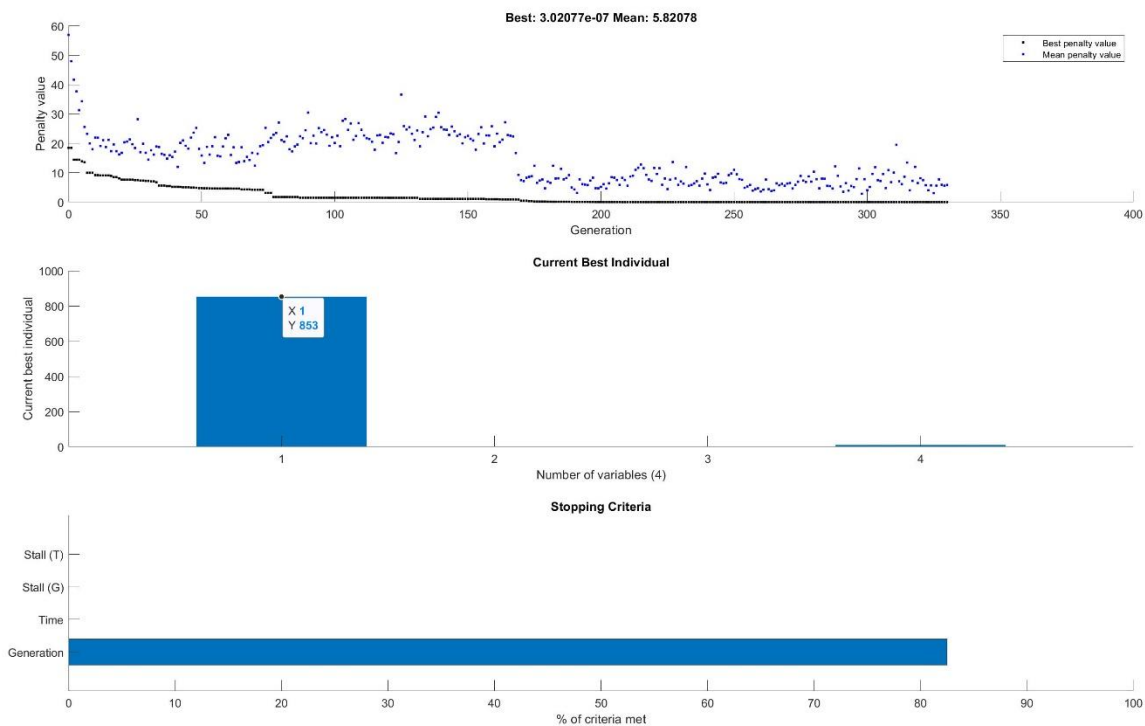 Best: 3.02077e-07 Mean: 5.82078
60
50
40
30
20
10
0
Penalty value
Best penalty value
Mean penalty value
0 50 100 150 200 250 300 350 400
Generation
Current Best Individual
1000
800
600
400
200
0
Current best individual
X 1
Y 853
1 2 3 4
Number of variables (4)
Stopping Criteria
Stall (T)
Stall (G)
Time
Generation
0 10 20 30 40 50 60 70 80 90 100
% of criteria met